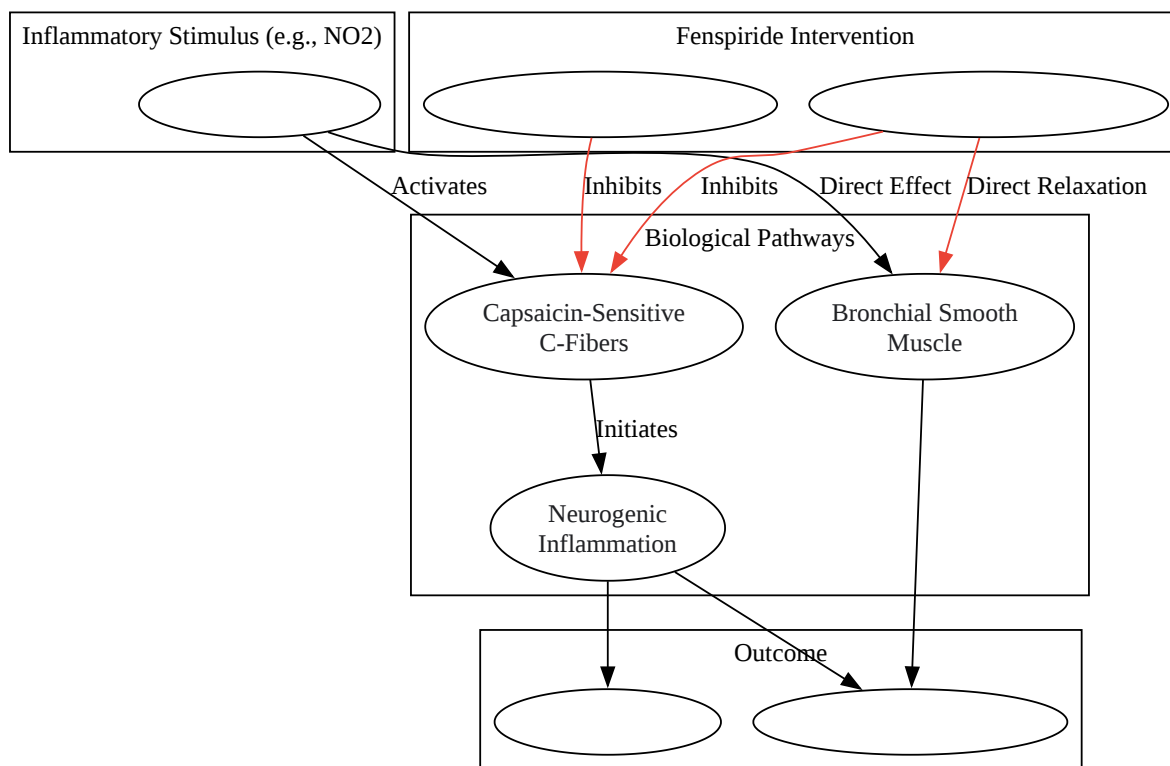 Inflammatory Stimulus (e.g., NO2)
Fenspiride Intervention
Activates
Inhibits
Inhibits
Direct Effect
Direct Relaxation
Biological Pathways
Capsaicin-Sensitive
C-Fibers
Bronchial Smooth
Muscle
Initiates
Neurogenic
Inflammation
Outcome